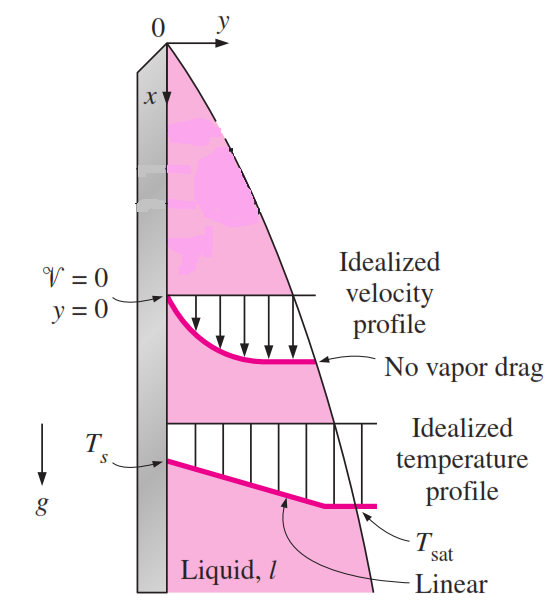 0
y
x
𝒱 = 0
y = 0
Idealized
velocity
profile
No vapor drag
Idealized
temperature
profile
T_s
g
T_sat
Liquid, l
Linear